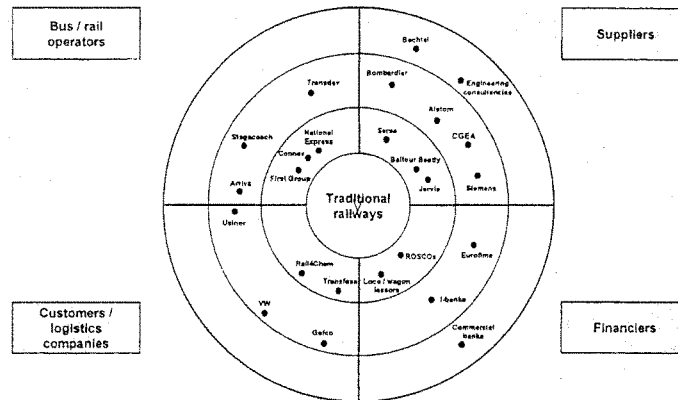 Bus / rail
operators
Suppliers
Bechtel
Bombardier
Engineering
consultancies
Transdev
Alstom
CGEA
Stagecoach
National
Express
Connex
Serco
First Group
Balfour Beatty
Jarvis
Siemens
Arriva
Usinor
Traditional
railways
ROSCOs
Eurofima
Rail4Chem
Transfesa
Loco / wagon
lessors
VW
I-banks
Gefco
Commercial
banks
Customers /
logistics
companies
Financiers